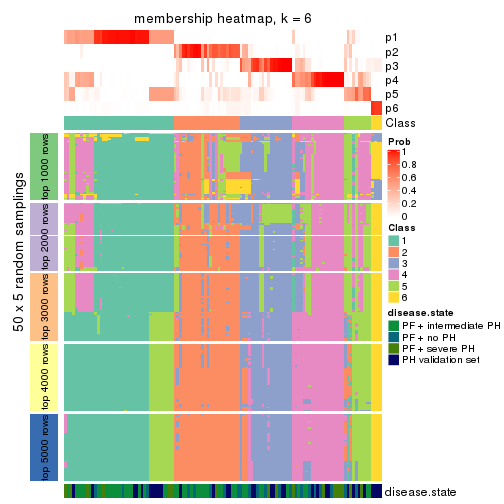 membership heatmap, k = 6
p1
p2
p3
p4
p5
p6
Class
50 x 5 random samplings
top 1000 rows
top 2000 rows
top 3000 rows
top 4000 rows
top 5000 rows
Prob
1
0.8
0.6
0.4
0.2
0
Class
1
2
3
4
5
6
disease.state
PF + intermediate PH
PF + no PH
PF + severe PH
PH validation set
disease.state